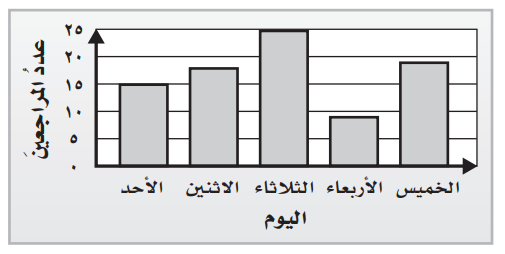 عددُ المراجعينَ
٢٥
٢٠
١٥
١٠
٥
٠
الأحد الاثنين الثلاثاء الأربعاء الخميس
اليوم